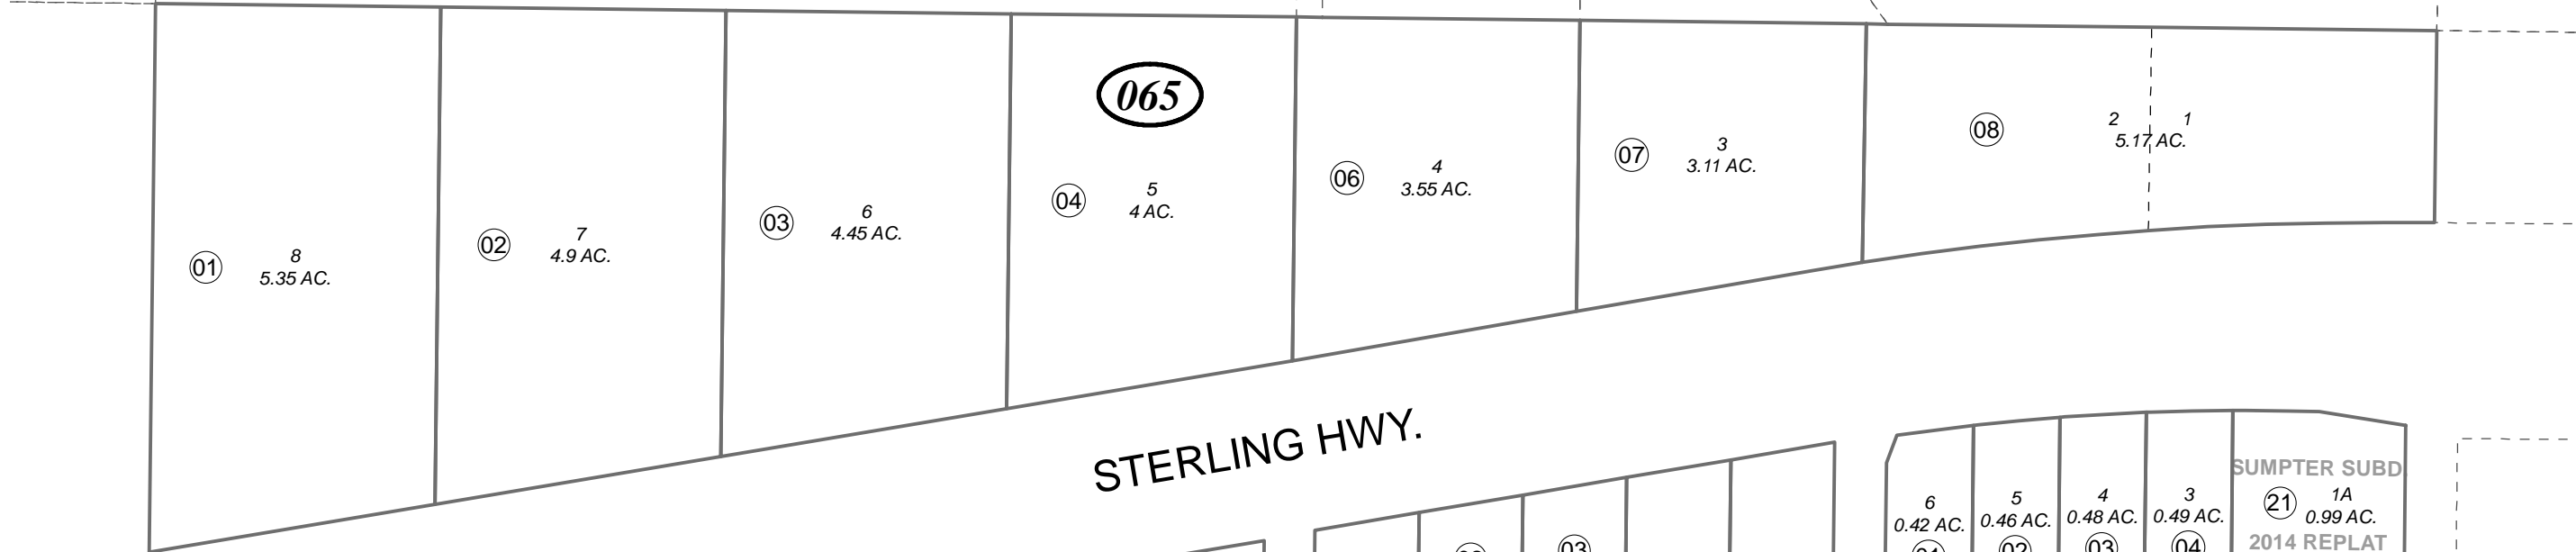 065
01
8
5.35 AC.
02
7
4.9 AC.
03
6
4.45 AC.
04
5
4 AC.
06
4
3.55 AC.
07
3
3.11 AC.
08
2 1
5.17 AC.
STERLING HWY.
03
6
0.42 AC.
5
0.46 AC.
02
4
0.48 AC.
03
3
0.49 AC.
04
SUMPTER SUBD
21
1A
0.99 AC.
2014 REPLAT